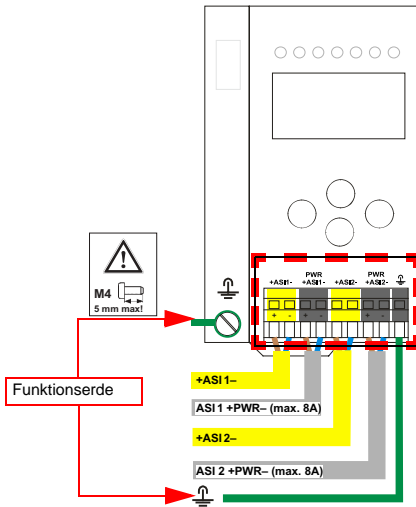 PWR PWR
+ASI1- +ASI1- +ASI2- +ASI2-
+ - + - + - + -
M4
5 mm max!
Funktionserde
+ASI 1–
ASI 1 +PWR– (max. 8A)
+ASI 2–
ASI 2 +PWR– (max. 8A)